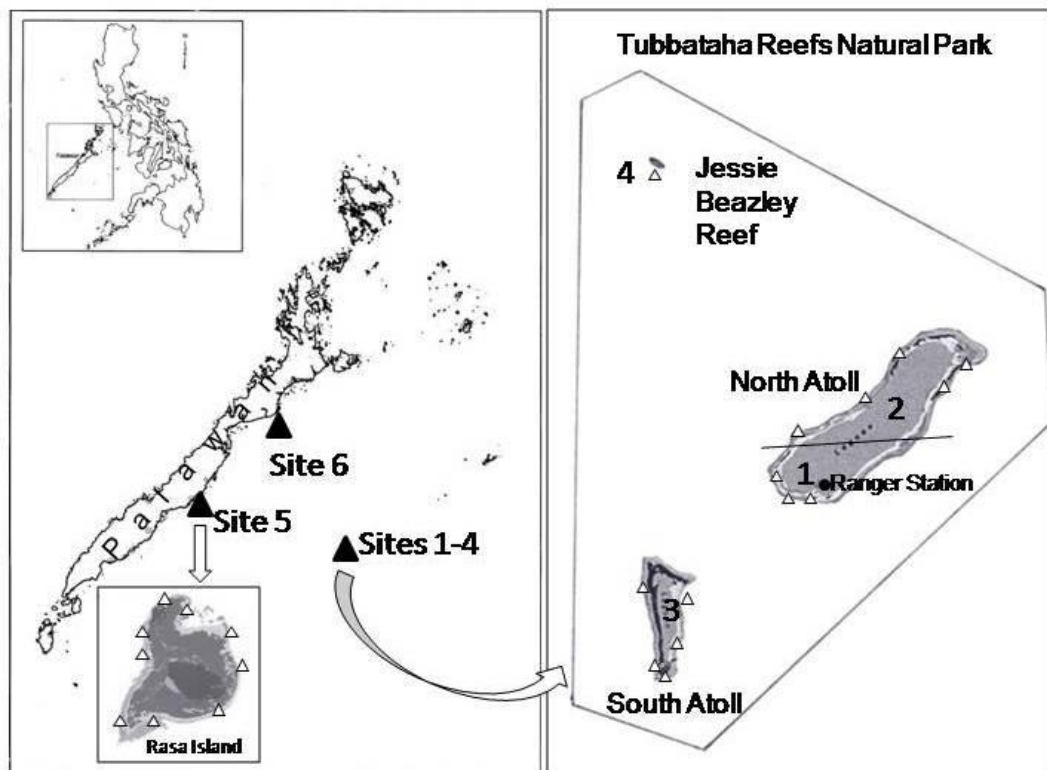 Palawan
Site 6
Site 5
Sites 1-4
Rasa Island
Tubbataha Reefs Natural Park
4
Jessie
Beazley
Reef
North Atoll
2
1
Ranger Station
3
South Atoll